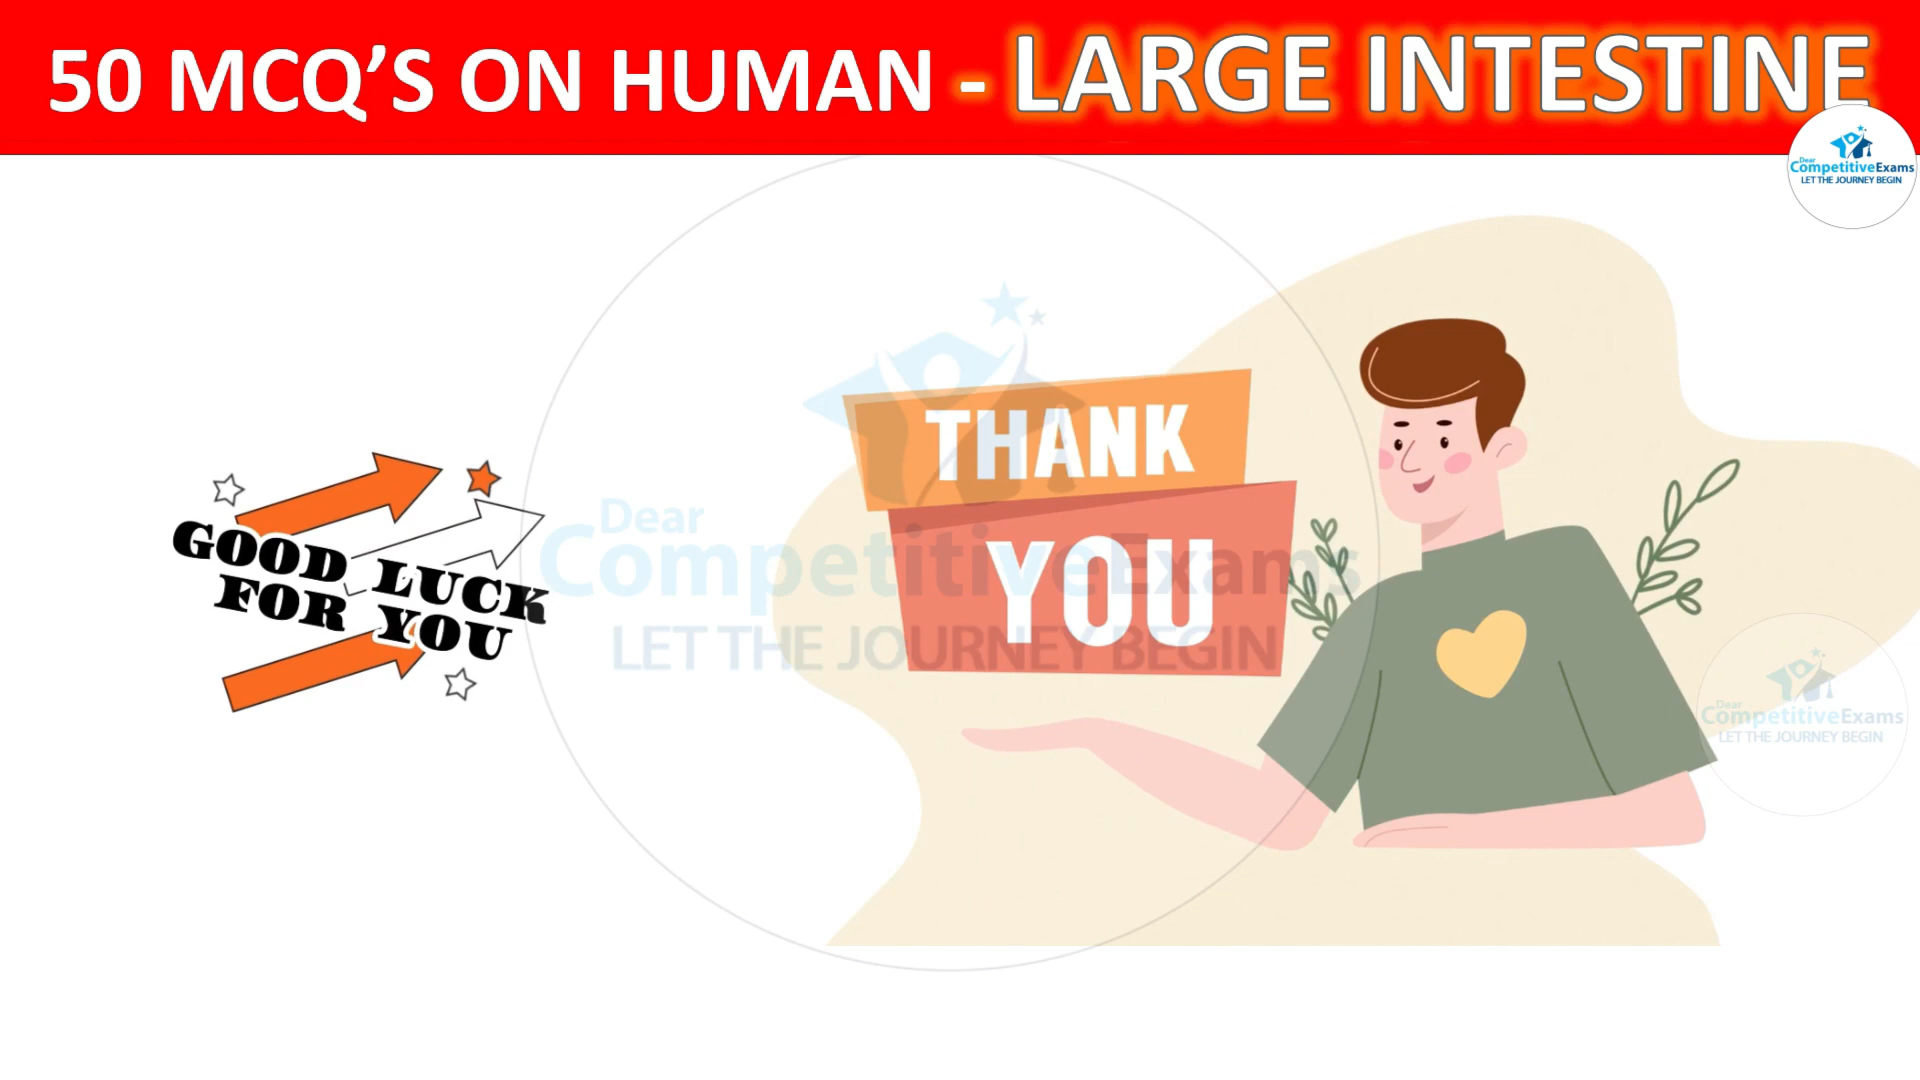 50 MCQ’S ON HUMAN - LARGE INTESTINE
Dear
CompetitiveExams
LET THE JOURNEY BEGIN
THANK
YOU
GOOD LUCK
FOR YOU
Dear
CompetitiveExams
LET THE JOURNEY BEGIN
Dear
CompetitiveExams
LET THE JOURNEY BEGIN